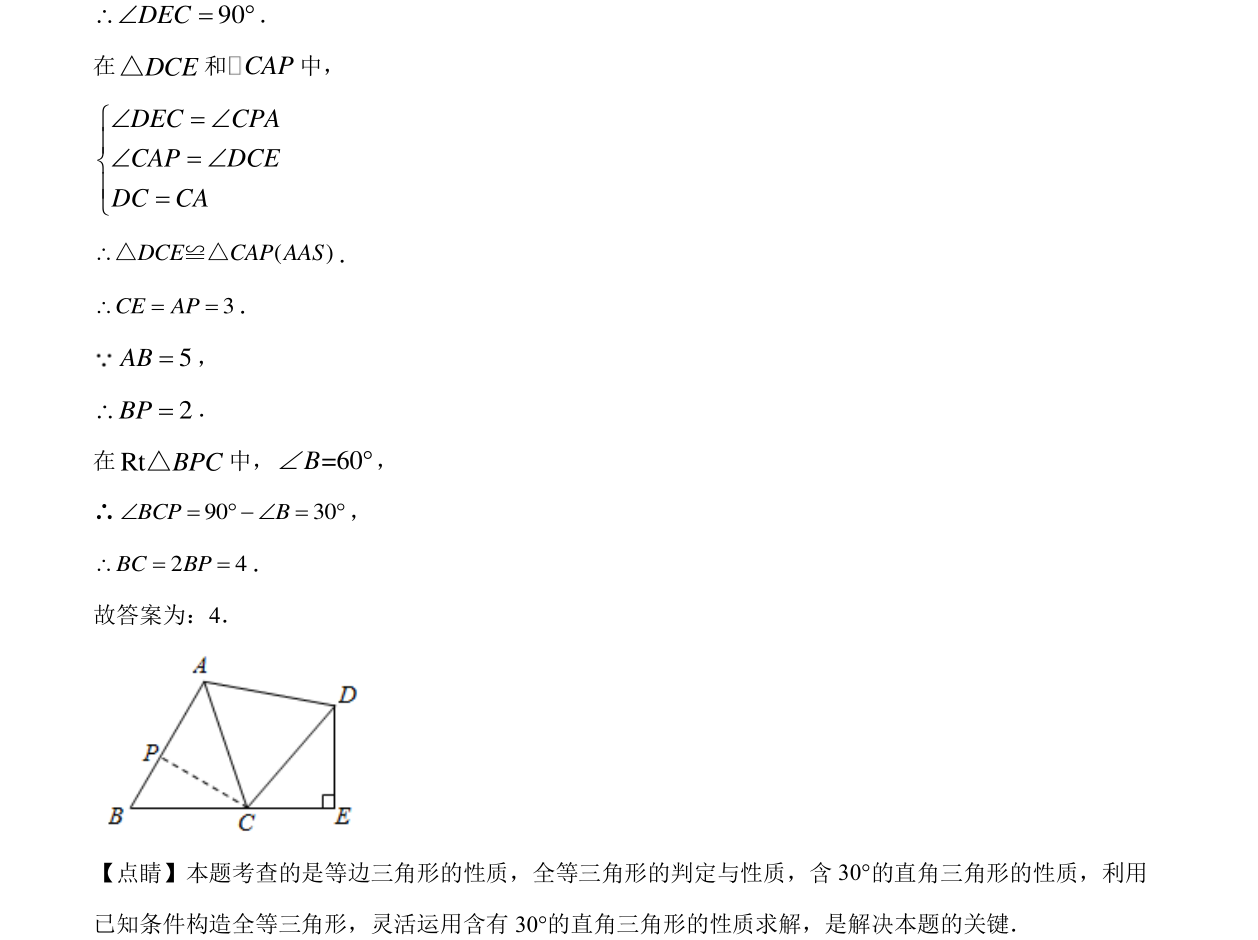 ∴∠DEC=90°.
在△DCE和□CAP中，
∠DEC=∠CPA
∠CAP=∠DCE
DC=CA
∴△DCE≌△CAP(AAS).
∴CE=AP=3.
∵AB=5，
∴BP=2.
在Rt△BPC中，∠B=60°，
∴∠BCP=90°−∠B=30°，
∴BC=2BP=4.
故答案为：4.
A
D
P
B
C
E
【点睛】本题考查的是等边三角形的性质，全等三角形的判定与性质，含30°的直角三角形的性质，利用
已知条件构造全等三角形，灵活运用含有30°的直角三角形的性质求解，是解决本题的关键.